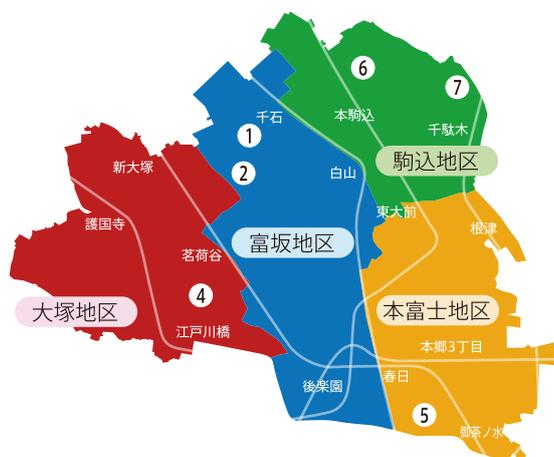 6
7
千石
本駒込
1
千駄木
新大塚
2
白山
駒込地区
護国寺
東大前
根津
茗荷谷
富坂地区
4
大塚地区
本富士地区
江戸川橋
本郷3丁目
後楽園
春日
5
御茶ノ水